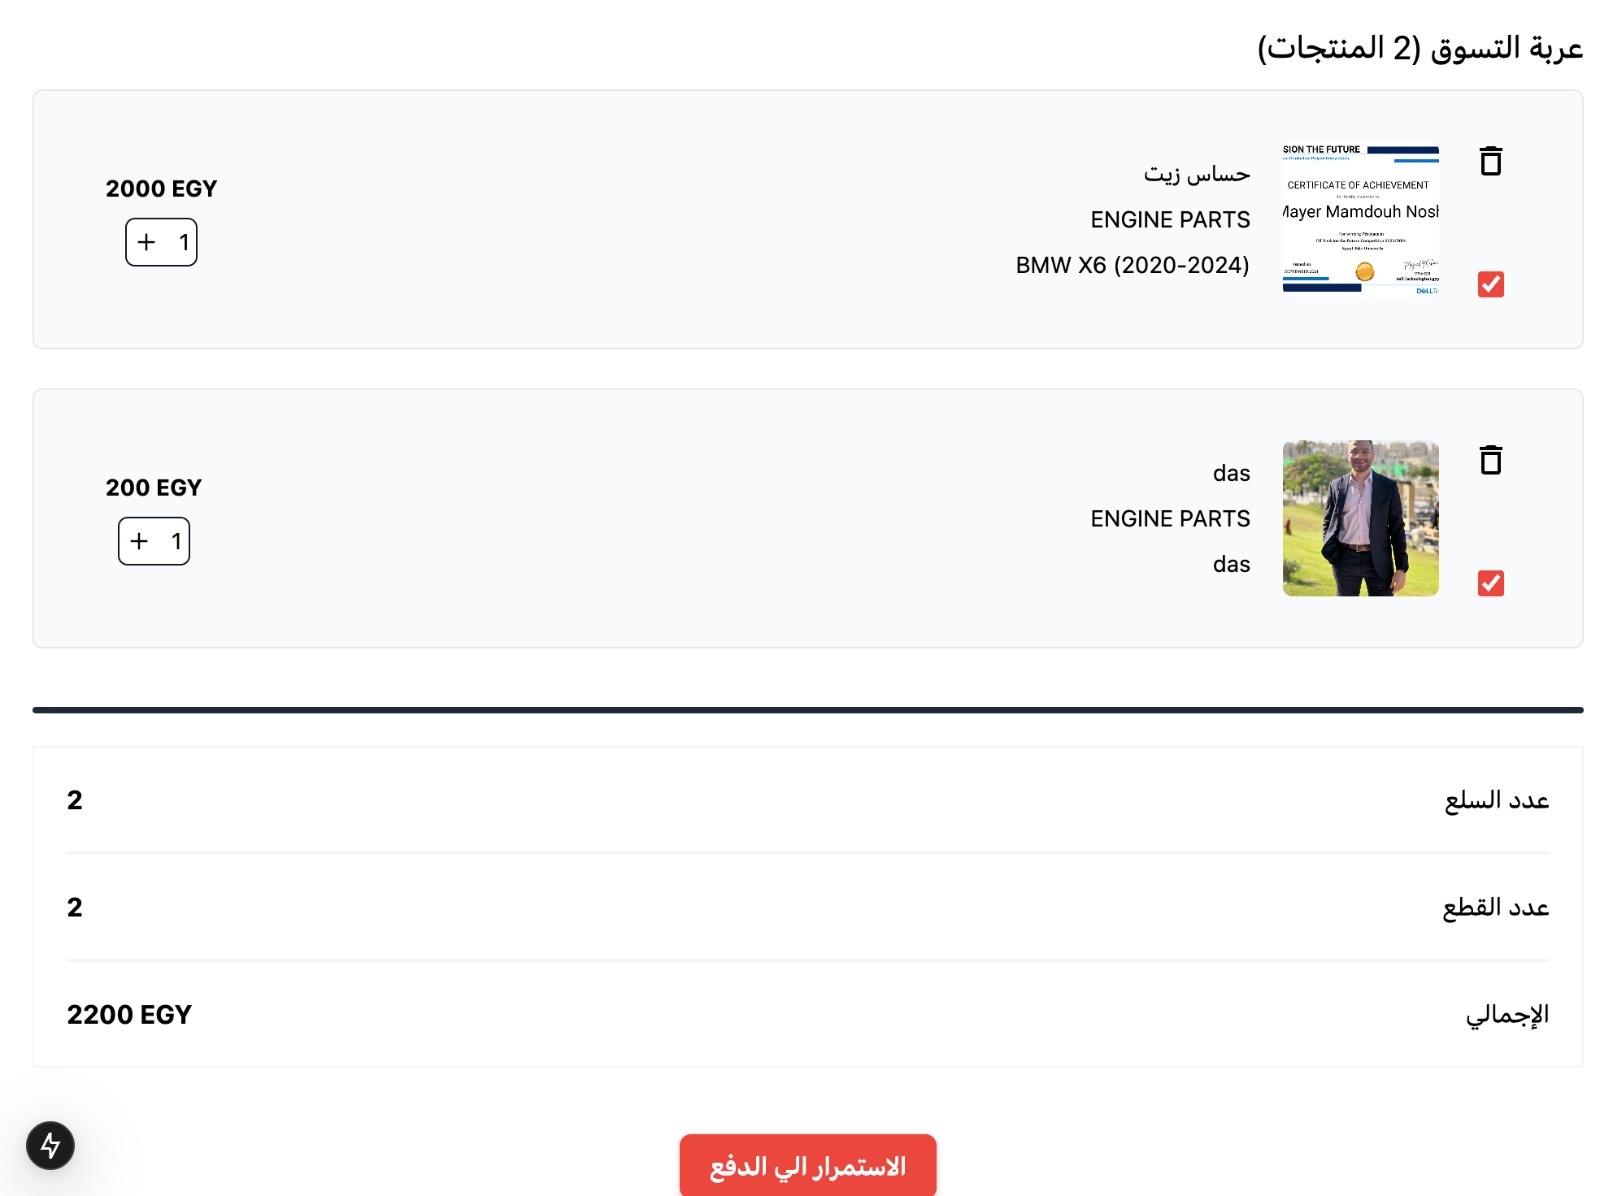 عربة التسوق (2 المنتجات)
SION THE FUTURE
CERTIFICATE OF ACHIEVEMENT
Mayer Mamdouh Nosh
حساس زيت
ENGINE PARTS
BMW X6 (2020-2024)
2000 EGY
+ 1
das
ENGINE PARTS
das
200 EGY
+ 1
عدد السلع 2
عدد القطع 2
الإجمالي 2200 EGY
الاستمرار الي الدفع